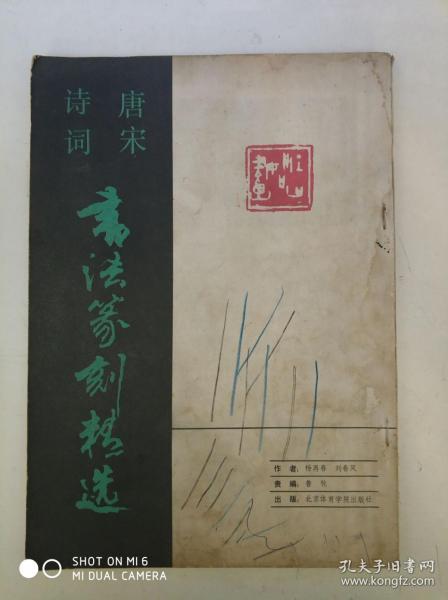 唐宋
诗词
书法篆刻精选
作者：杨再春 刘春风
责编：鲁牧
出版：北京体育学院出版社
SHOT ON MI 6
MI DUAL CAMERA
孔夫子旧书网
kongfz.com